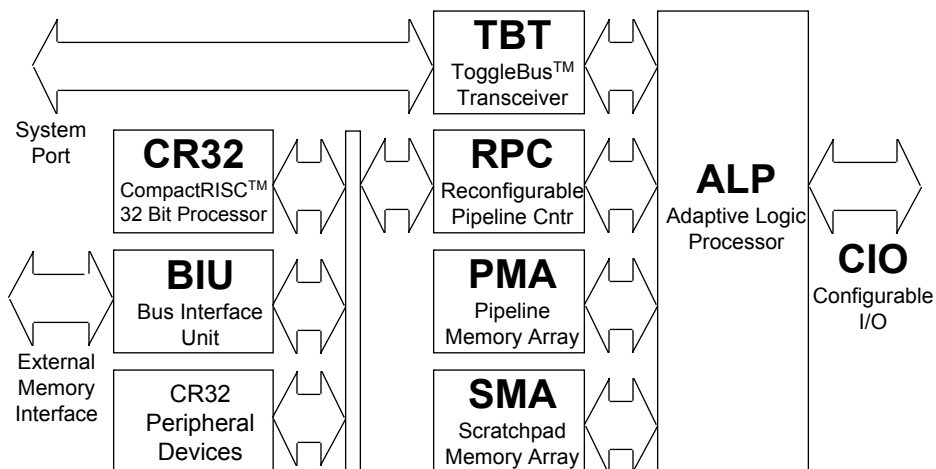 TBT
ToggleBus™
Transceiver
System
Port
CR32
CompactRISC™
32 Bit Processor
RPC
Reconfigurable
Pipeline Cntr
ALP
Adaptive Logic
Processor
CIO
Configurable
I/O
BIU
Bus Interface
Unit
PMA
Pipeline
Memory Array
External
Memory
Interface
CR32
Peripheral
Devices
SMA
Scratchpad
Memory Array